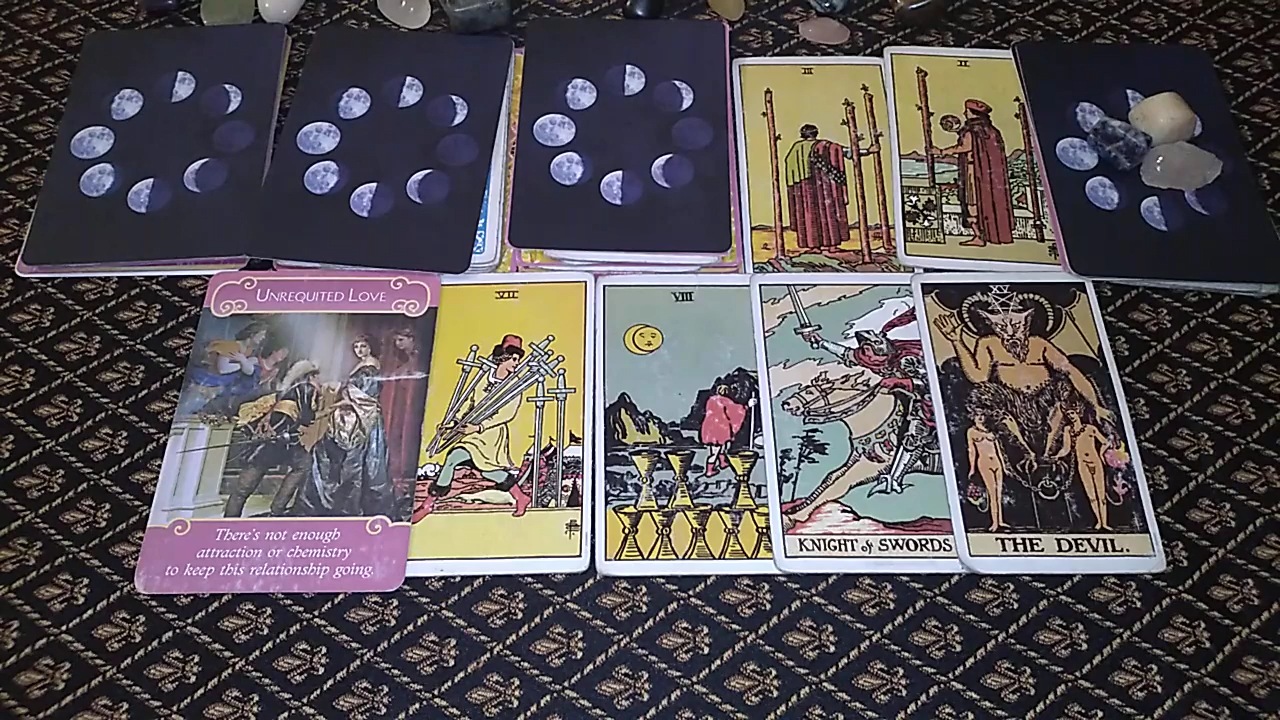 III
II
UNREQUITED LOVE
There's not enough
attraction or chemistry
to keep this relationship going.
VII
VIII
KNIGHT of SWORDS
XV
THE DEVIL.